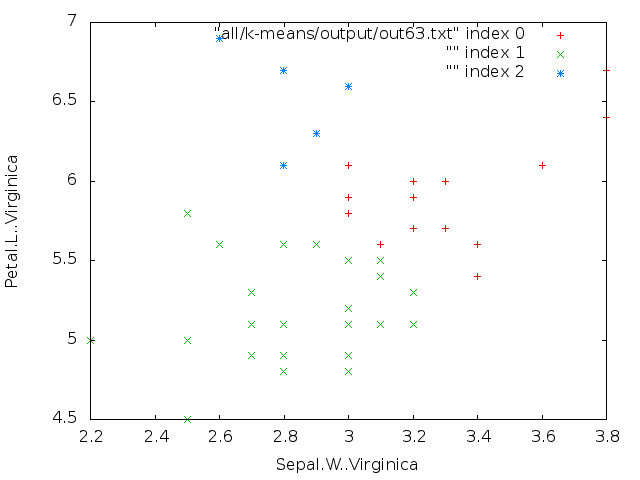 "all/k-means/output/out63.txt" index 0
"" index 1
"" index 2
7
6.5
6
5.5
5
4.5
Petal.L..Virginica
2.2 2.4 2.6 2.8 3 3.2 3.4 3.6 3.8
Sepal.W..Virginica